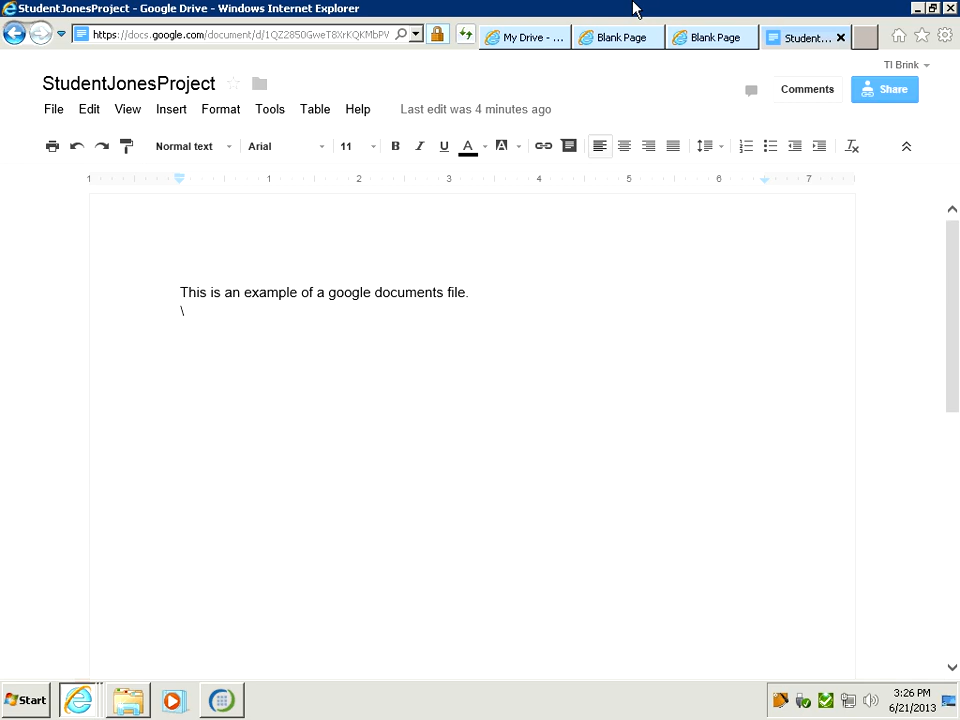 StudentJonesProject - Google Drive - Windows Internet Explorer
https://docs.google.com/document/d/1QZ2850GweT8XrKQKMbPV
My Drive - ...
Blank Page
Blank Page
Student...
StudentJonesProject
TI Brink
Comments
Share
File Edit View Insert Format Tools Table Help Last edit was 4 minutes ago
Normal text Arial 11 B I U A A
1 1 2 3 4 5 6 7
This is an example of a google documents file.
\
Start
3:26 PM
6/21/2013